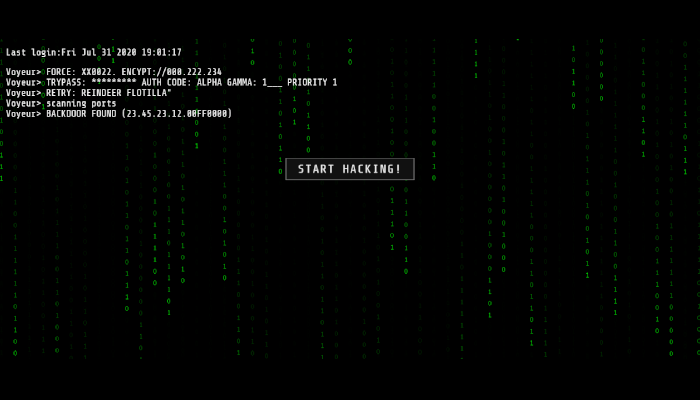 Last login:Fri Jul 31 2020 19:01:17
Voyeur> FORCE: XX0022. ENCYPT://000.222.234
Voyeur> TRYPASS: ********* AUTH CODE: ALPHA GAMMA: 1___ PRIORITY 1
Voyeur> RETRY: REINDEER FLOTILLA"
Voyeur> scanning ports
Voyeur> BACKDOOR FOUND (23.45.23.12.00FF0000)
START HACKING!